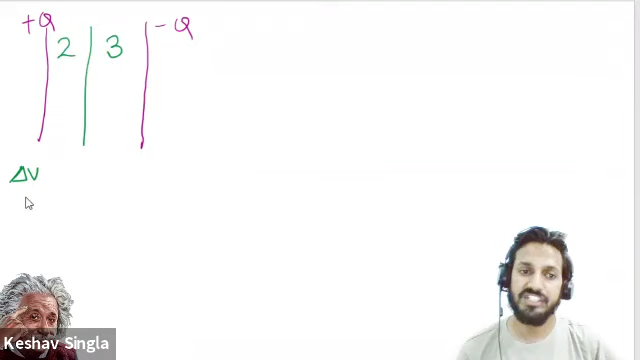 +Q 2 3 -Q
ΔV
Keshav Singla